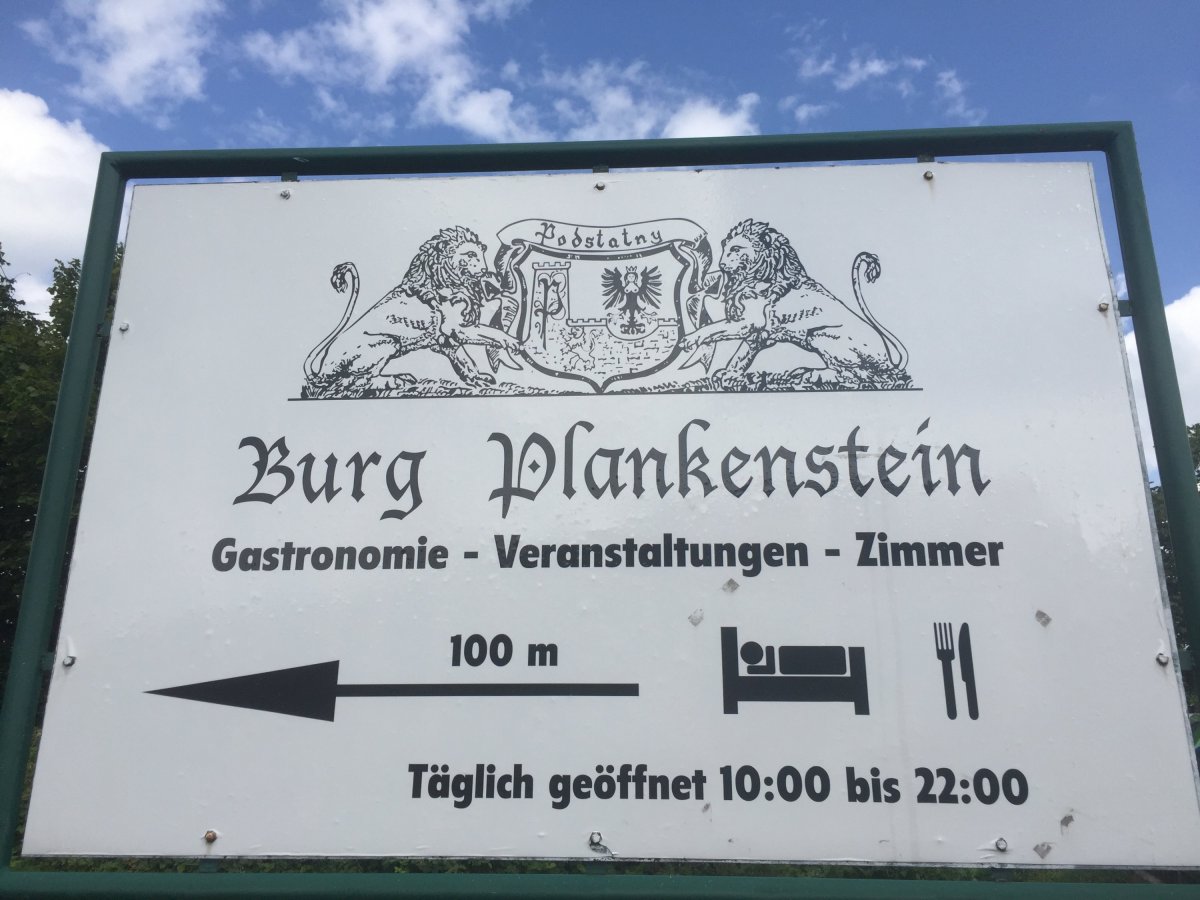 Podstatny
P
Burg Plankenstein
Gastronomie - Veranstaltungen - Zimmer
100 m
Täglich geöffnet 10:00 bis 22:00